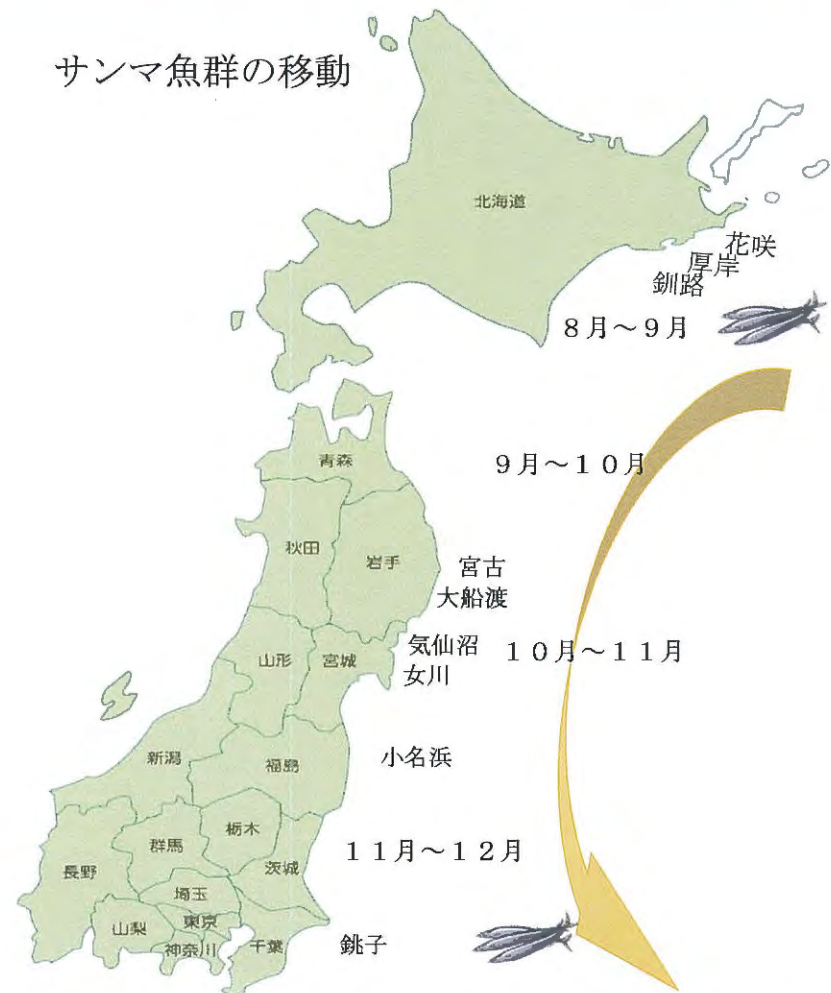 サンマ魚群の移動
北海道
花咲
厚岸
釧路
８月～９月
青森
９月～１０月
秋田
岩手
宮古
大船渡
山形
宮城
気仙沼
女川
１０月～１１月
新潟
福島
小名浜
長野
群馬
栃木
茨城
１１月～１２月
埼玉
山梨
東京
神奈川
千葉
銚子